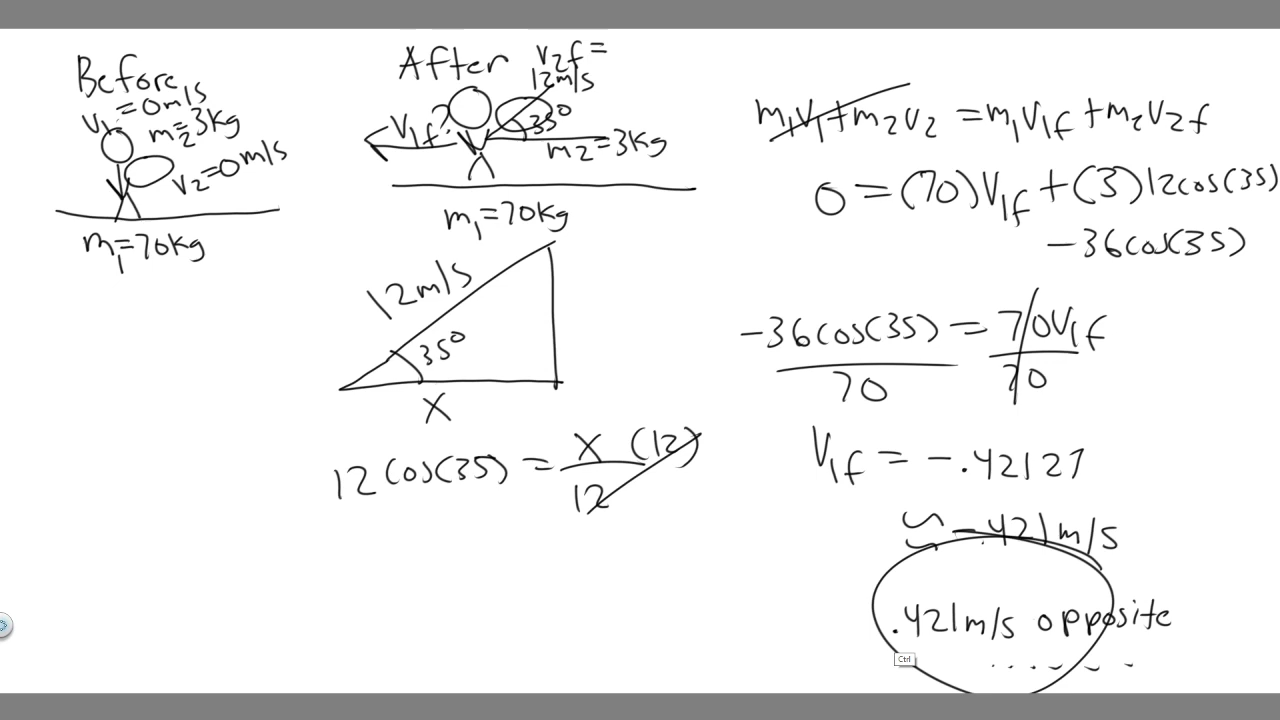 Before
v₁ = 0m/s
m₂ = 3kg
v₂ = 0m/s
m₁ = 70kg
After
v₂f = 12m/s
v₁f?
35°
m₂ = 3kg
m₁ = 70kg
12m/s
35°
x
12cos(35) = x/12 (12)
m₁v₁ + m₂v₂ = m₁v₁f + m₂v₂f
0 = (70)v₁f + (3)12cos(35)
-36cos(35)
-36cos(35)/70 = 70v₁f/70
v₁f = -.42127
≈ -.421m/s
.421m/s opposite
Ctrl